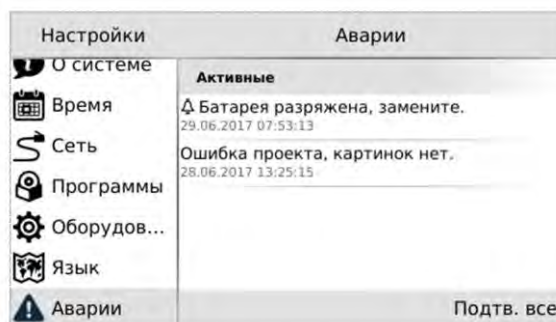 Настройки
Аварии
О системе
Время
Сеть
Программы
Оборудов...
Язык
Аварии
Активные
Батарея разряжена, замените.
29.06.2017 07:53:13
Ошибка проекта, картинок нет.
28.06.2017 13:25:15
Подтв. все